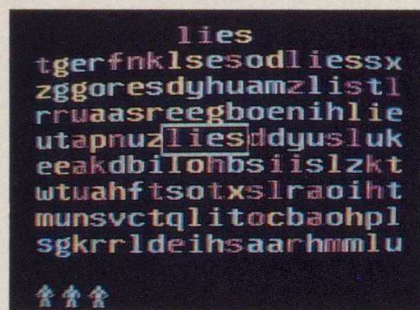 lies
tgerfnklsesodliessx
zggoresdyhuamzlistl
rruaasreegboenihlie
utapnuzliesddyusluk
eeakdbilohbsiislzkt
wtuahftsotxslraoiht
munsvctqlitocbaohpl
sgkrrldeihsaarhmmlu